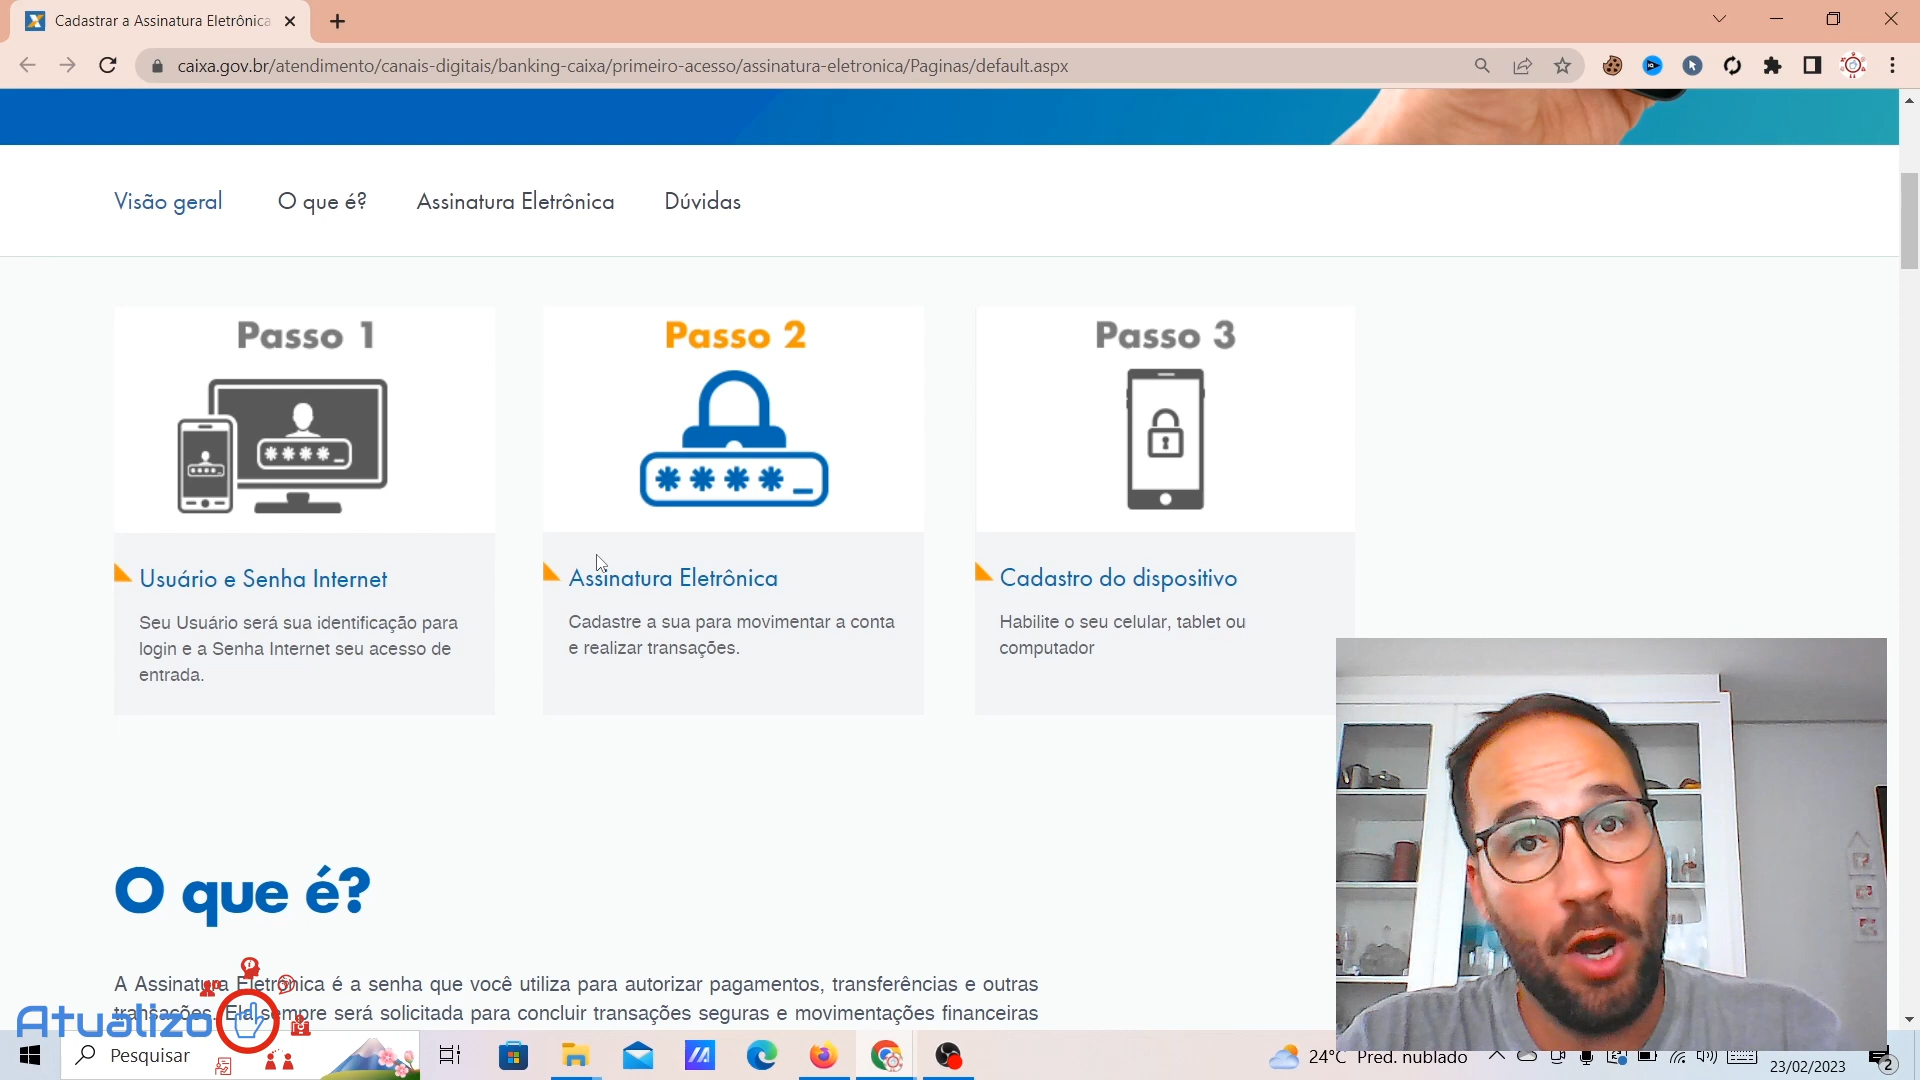 Cadastrar a Assinatura Eletrônica
caixa.gov.br/atendimento/canais-digitais/banking-caixa/primeiro-acesso/assinatura-eletronica/Paginas/default.aspx
Visão geral
O que é?
Assinatura Eletrônica
Dúvidas
Passo 1
Passo 2
Passo 3
Usuário e Senha Internet
Seu Usuário será sua identificação para
login e a Senha Internet seu acesso de
entrada.
Assinatura Eletrônica
Cadastre a sua para movimentar a conta
e realizar transações.
Cadastro do dispositivo
Habilite o seu celular, tablet ou
computador
O que é?
A Assinatura Eletrônica é a senha que você utiliza para autorizar pagamentos, transferências e outras
transações. Ela sempre será solicitada para concluir transações seguras e movimentações financeiras
Atualizo
Pesquisar
24°C Pred. nublado
23/02/2023
2